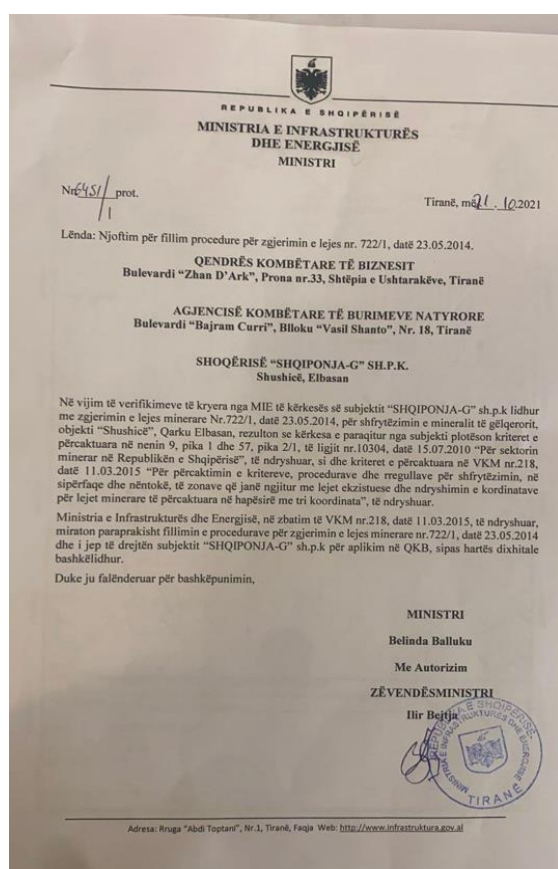 REPUBLIKA E SHQIPËRISË
MINISTRIA E INFRASTRUKTURËS
DHE ENERGJISË
MINISTRI
Nr 6451/1 prot.
Tiranë, më 21.10.2021
Lënda: Njoftim për fillim procedure për zgjerimin e lejes nr. 722/1, datë 23.05.2014.
QENDRËS KOMBËTARE TË BIZNESIT
Bulevardi “Zhan D’Ark”, Prona nr.33, Shtëpia e Ushtarakëve, Tiranë
AGJENCISË KOMBËTARE TË BURIMEVE NATYRORE
Bulevardi “Bajram Curri”, Blloku “Vasil Shanto”, Nr. 18, Tiranë
SHOQËRISË “SHQIPONJA-G” SH.P.K.
Shushicë, Elbasan
Në vijim të verifikimeve të kryera nga MIE të kërkesës së subjektit “SHQIPONJA-G” sh.p.k lidhur
me zgjerimin e lejes minerare Nr.722/1, datë 23.05.2014, për shfrytëzimin e mineralit të gëlqerorit,
objekti “Shushicë”, Qarku Elbasan, rezulton se kërkesa e paraqitur nga subjekti plotëson kriteret e
përcaktuara në nenin 9, pika 1 dhe 57, pika 2/1, të ligjit nr.10304, datë 15.07.2010 “Për sektorin
minerar në Republikën e Shqipërisë”, të ndryshuar, si dhe kriteret e përcaktuara në VKM nr.218,
datë 11.03.2015 “Për përcaktimin e kritereve, procedurave dhe rregullave për shfrytëzimin, në
sipërfaqe dhe nëntokë, të zonave që janë ngjitur me lejet ekzistuese dhe ndryshimin e kordinatave
për lejet minerare të përcaktuara në hapësirë me tri koordinata”, të ndryshuar.
Ministria e Infrastrukturës dhe Energjisë, në zbatim të VKM nr.218, datë 11.03.2015, të ndryshuar,
miraton paraprakisht fillimin e procedurave për zgjerimin e lejes minerare nr.722/1, datë 23.05.2014
dhe i jep të drejtën subjektit “SHQIPONJA-G” sh.p.k për aplikim në QKB, sipas hartës dixhitale
bashkëlidhur.
Duke ju falënderuar për bashkëpunimin,
MINISTRI
Belinda Balluku
Me Autorizim
ZËVENDËSMINISTRI
Ilir Bejtja
REPUBLIKA E SHQIPËRISË
MINISTRIA E INFRASTRUKTURËS DHE ENERGJISË
TIRANË
Adresa: Rruga “Abdi Toptani”, Nr.1, Tiranë, Faqja Web: http://www.infrastruktura.gov.al